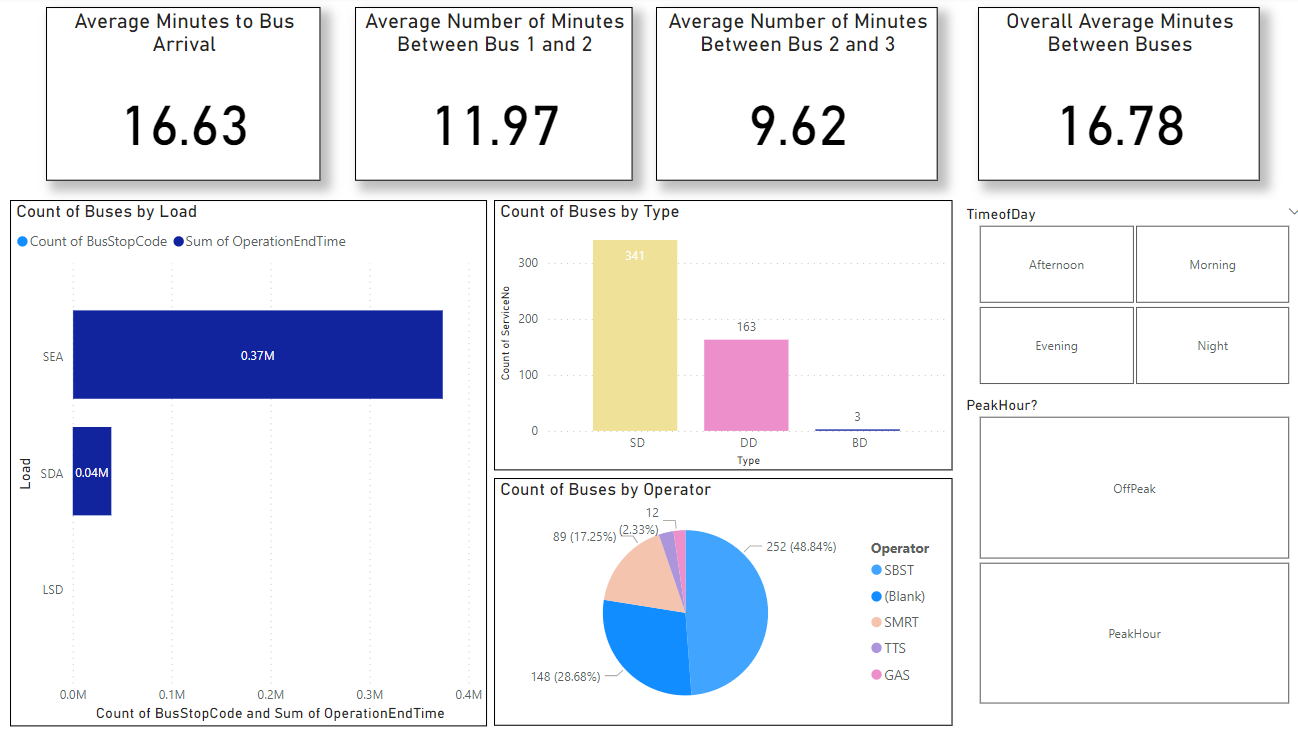 Average Minutes to Bus
Arrival
16.63
Average Number of Minutes
Between Bus 1 and 2
11.97
Average Number of Minutes
Between Bus 2 and 3
9.62
Overall Average Minutes
Between Buses
16.78
Count of Buses by Load
Count of BusStopCode
Sum of OperationEndTime
Load
SEA
0.37M
SDA
0.04M
LSD
0.0M
0.1M
0.2M
0.3M
0.4M
Count of BusStopCode and Sum of OperationEndTime
Count of Buses by Type
Count of ServiceNo
300
200
100
0
341
163
3
SD
DD
BD
Type
Count of Buses by Operator
12
(2.33%)
89 (17.25%)
252 (48.84%)
148 (28.68%)
Operator
SBST
(Blank)
SMRT
TTS
GAS
TimeofDay
Afternoon
Morning
Evening
Night
PeakHour?
OffPeak
PeakHour